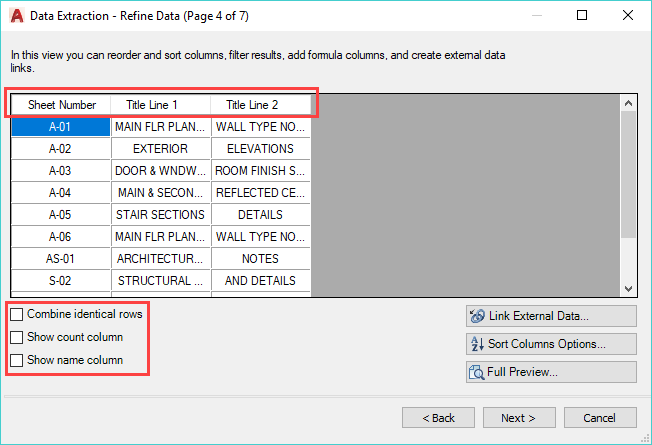 Data Extraction - Refine Data (Page 4 of 7)
In this view you can reorder and sort columns, filter results, add formula columns, and create external data
links.
Sheet Number Title Line 1 Title Line 2
A-01 MAIN FLR PLAN... WALL TYPE NO...
A-02 EXTERIOR ELEVATIONS
A-03 DOOR & WNDW... ROOM FINISH S...
A-04 MAIN & SECON... REFLECTED CE...
A-05 STAIR SECTIONS DETAILS
A-06 MAIN FLR PLAN... WALL TYPE NO...
AS-01 ARCHITECTUR... NOTES
S-02 STRUCTURAL ... AND DETAILS
Combine identical rows
Show count column
Show name column
Link External Data...
Sort Columns Options...
Full Preview...
< Back Next > Cancel